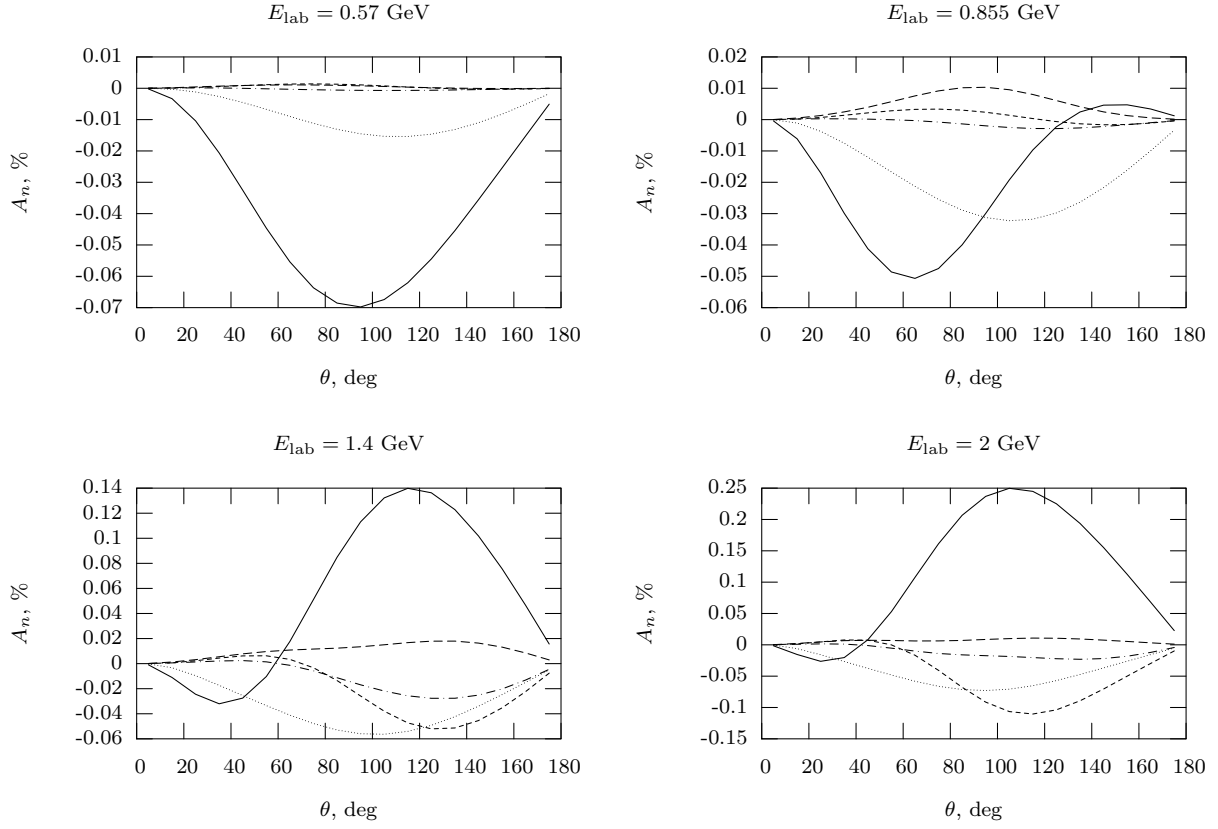 E_lab = 0.57 GeV
0.01
0
-0.01
-0.02
-0.03
-0.04
-0.05
-0.06
-0.07
A_n, %
0 20 40 60 80 100 120 140 160 180
θ, deg
E_lab = 0.855 GeV
0.02
0.01
0
-0.01
-0.02
-0.03
-0.04
-0.05
-0.06
A_n, %
0 20 40 60 80 100 120 140 160 180
θ, deg
E_lab = 1.4 GeV
0.14
0.12
0.1
0.08
0.06
0.04
0.02
0
-0.02
-0.04
-0.06
A_n, %
0 20 40 60 80 100 120 140 160 180
θ, deg
E_lab = 2 GeV
0.25
0.2
0.15
0.1
0.05
0
-0.05
-0.1
-0.15
A_n, %
0 20 40 60 80 100 120 140 160 180
θ, deg